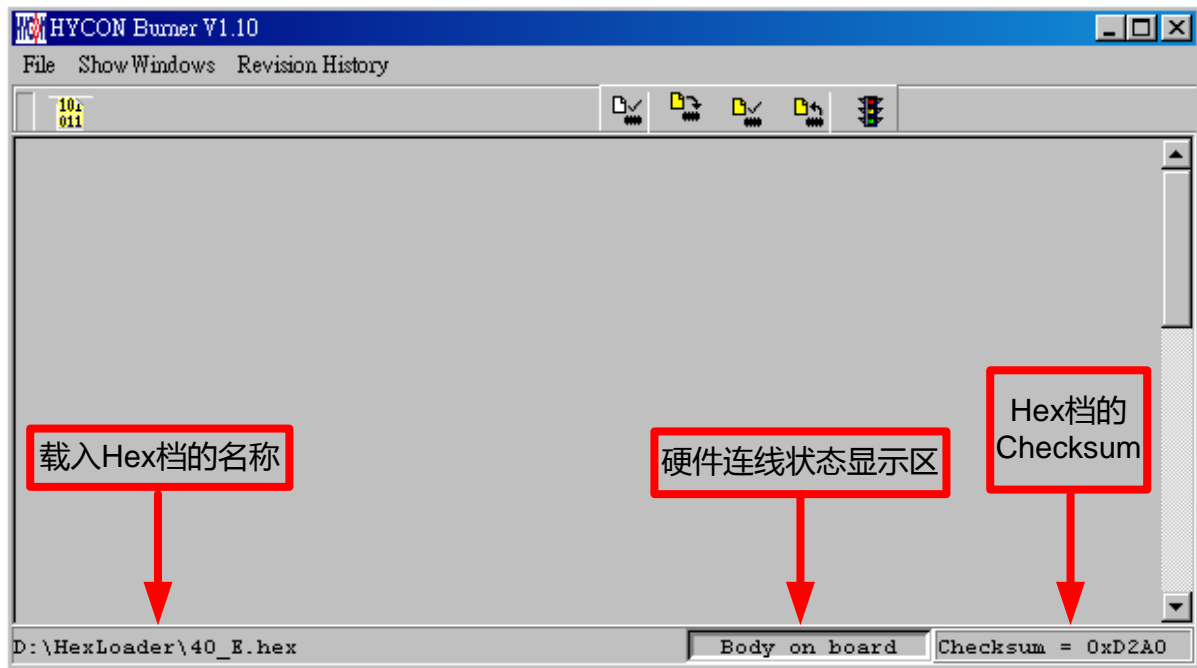 HYCON Burner V1.10
File Show Windows Revision History
101
011
Hex档的
Checksum
载入Hex档的名称
硬件连线状态显示区
D:\HexLoader\40_E.hex
Body on board
Checksum = 0xD2A0